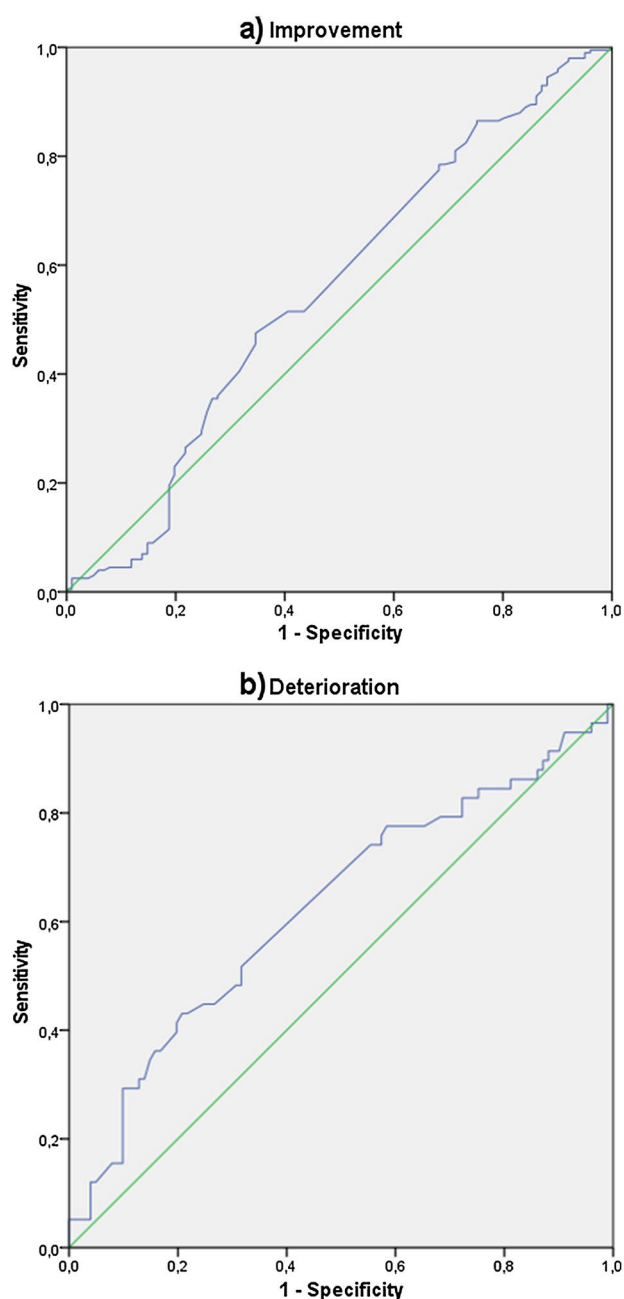 a) Improvement
1,0
0,8
0,6
0,4
0,2
0,0
Sensitivity
0,0 0,2 0,4 0,6 0,8 1,0
1 - Specificity
b) Deterioration
1,0
0,8
0,6
0,4
0,2
0,0
Sensitivity
0,0 0,2 0,4 0,6 0,8 1,0
1 - Specificity